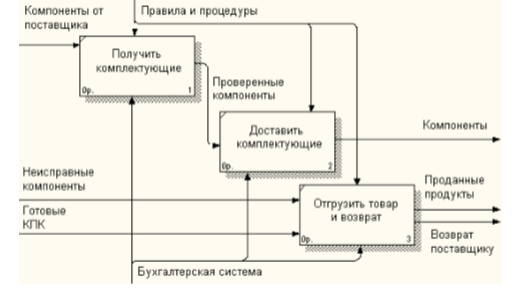 Компоненты от
поставщика
Правила и процедуры
Получить
комплектующие
0р.
1
Проверенные
компоненты
Доставить
комплектующие
0р.
2
Компоненты
Неисправные
компоненты
Готовые
КПК
Отгрузить товар
и возврат
0р.
3
Проданные
продукты
Возврат
поставщику
Бухгалтерская система